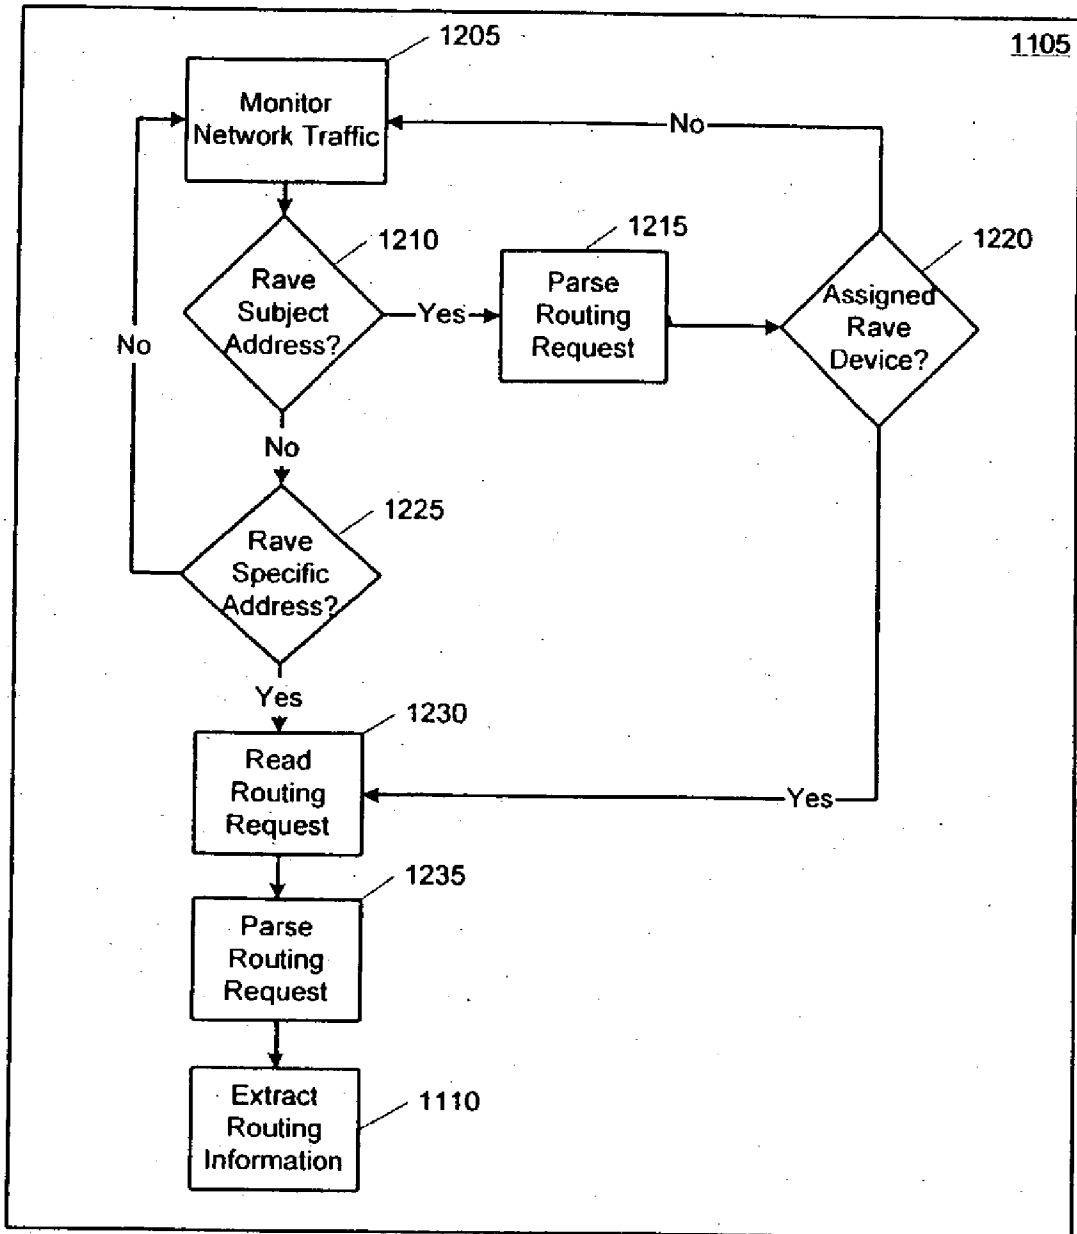 1205
1105
Monitor
Network Traffic
No
1210
1215
1220
Rave
Subject
Address?
Yes
Parse
Routing
Request
Assigned
Rave
Device?
No
No
1225
Rave
Specific
Address?
Yes
1230
Read
Routing
Request
Yes
1235
Parse
Routing
Request
Extract
Routing
Information
1110